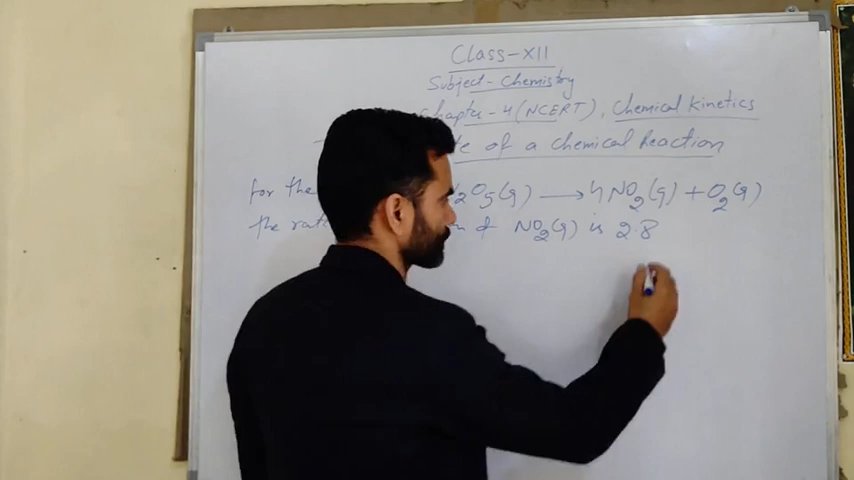 Class-XII
Subject-Chemistry
Chapter-4(NCERT), Chemical kinetics
of a chemical Reaction
for the 2O5(g) → 4NO2(g) + O2(g)
the of NO2(g) is 2.8